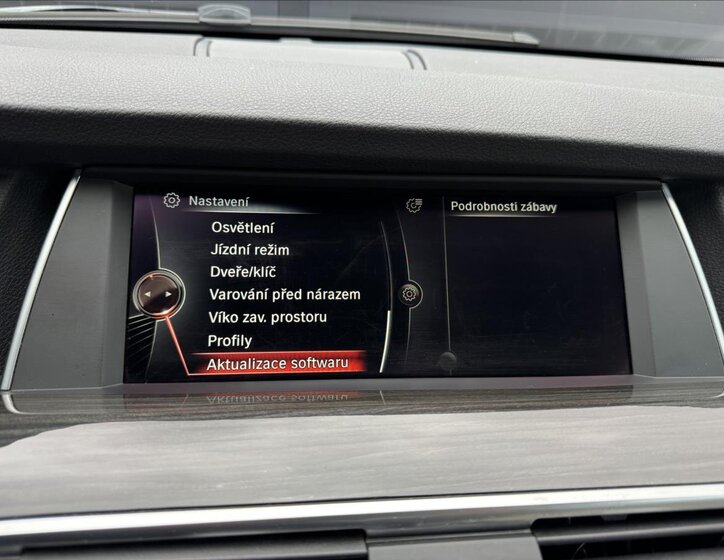 Nastavení
Podrobnosti zábavy
Osvětlení
Jízdní režim
Dveře/klíč
Varování před nárazem
Víko zav. prostoru
Profily
Aktualizace softwaru